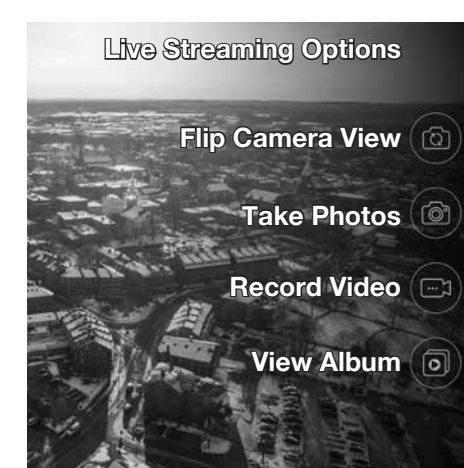 Live Streaming Options
Flip Camera View
Take Photos
Record Video
View Album